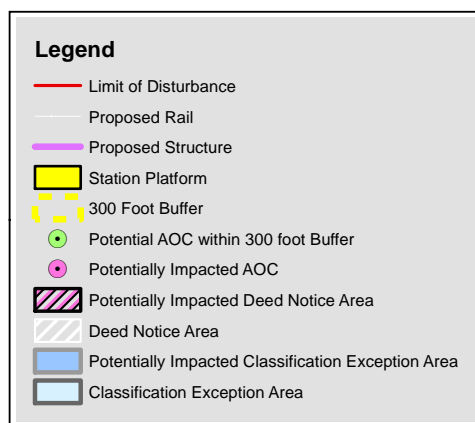 Legend
Limit of Disturbance
Proposed Rail
Proposed Structure
Station Platform
300 Foot Buffer
Potential AOC within 300 foot Buffer
Potentially Impacted AOC
Potentially Impacted Deed Notice Area
Deed Notice Area
Potentially Impacted Classification Exception Area
Classification Exception Area